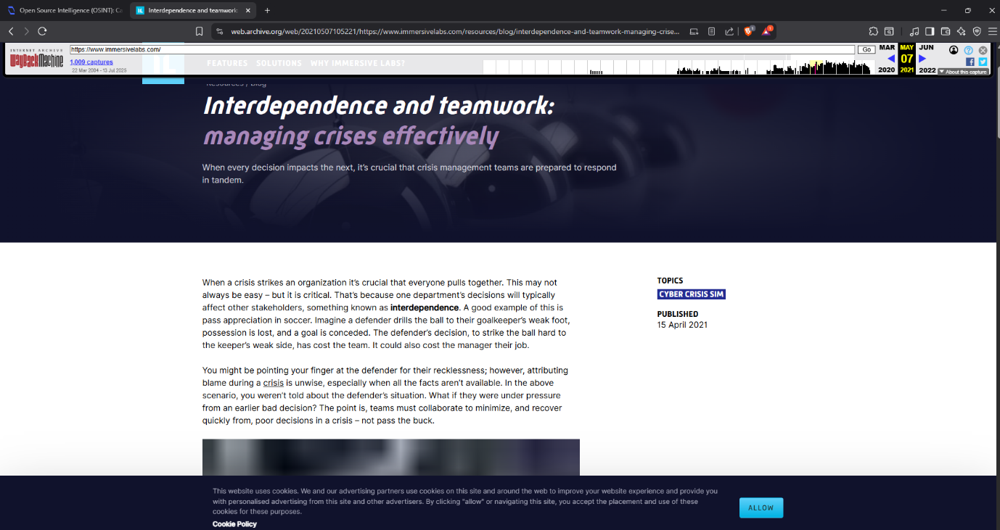 Open Source Intelligence (OSINT): Ca
IL Interdependence and teamwork:
web.archive.org/web/20210507105221/https://www.immersivelabs.com/resources/blog/interdependence-and-teamwork-managing-crise...
INTERNET ARCHIVE
WayBackMachine
https://www.immersivelabs.com/
Go
1,009 captures
22 Mar 2004 - 13 Jul 2025
MAR MAY JUN
07
2020 2021 2022
About this capture
FEATURES SOLUTIONS WHY IMMERSIVE LABS?
Resources / Blog
Interdependence and teamwork:
managing crises effectively
When every decision impacts the next, it's crucial that crisis management teams are prepared to respond
in tandem.
When a crisis strikes an organization it's crucial that everyone pulls together. This may not
always be easy – but it is critical. That's because one department's decisions will typically
affect other stakeholders, something known as interdependence. A good example of this is
pass appreciation in soccer. Imagine a defender drills the ball to their goalkeeper's weak foot,
possession is lost, and a goal is conceded. The defender's decision, to strike the ball hard to
the keeper's weak side, has cost the team. It could also cost the manager their job.
You might be pointing your finger at the defender for their recklessness; however, attributing
blame during a crisis is unwise, especially when all the facts aren't available. In the above
scenario, you weren't told about the defender's situation. What if they were under pressure
from an earlier bad decision? The point is, teams must collaborate to minimize, and recover
quickly from, poor decisions in a crisis – not pass the buck.
TOPICS
CYBER CRISIS SIM
PUBLISHED
15 April 2021
This website uses cookies. We and our advertising partners use cookies on this site and around the web to improve your website experience and provide you
with personalised advertising from this site and other advertisers. By clicking "allow" or navigating this site, you accept the placement and use of these
cookies for these purposes.
Cookie Policy
ALLOW